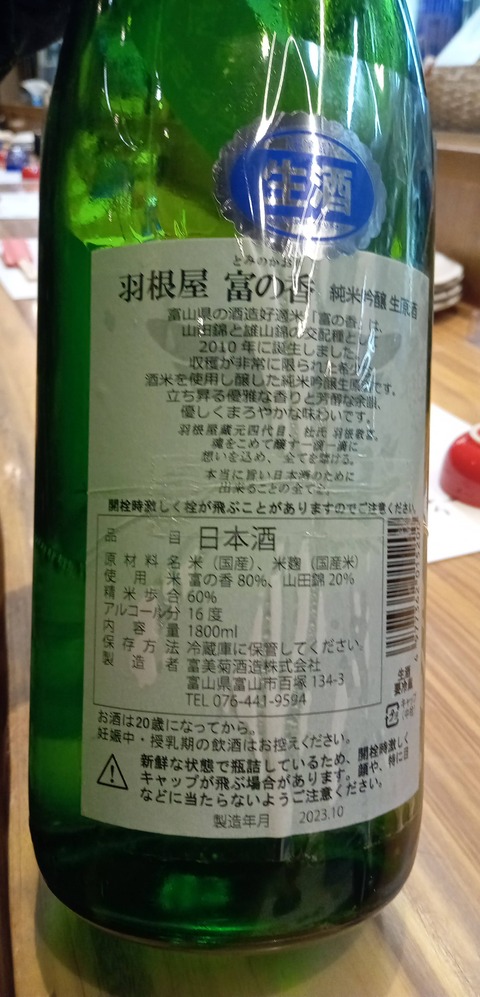 生酒
とみのかおり
羽根屋 富の香 純米吟醸 生原酒
富山県の酒造好適米「富の香」は、
山田錦と雄山錦の交配種として
2010年に誕生しました。
収穫が非常に限られた希少な
酒米を使用し醸した純米吟醸生原酒です。
立ち昇る優雅な香りと芳醇な余韻、
優しくまろやかな味わいです。
羽根屋蔵元四代目、杜氏 羽根敬喜、
魂をこめて醸す一献一滴に
想いを込め、全てを賭ける。
本当に旨い日本酒のために
出来ることの全てを。
開栓時激しく栓が飛ぶことがありますのでご注意ください。
品目 日本酒
原材料名 米（国産）、米麹（国産米）
使用米 富の香 80%、山田錦 20%
精米歩合 60%
アルコール分 16度
内容量 1800ml
保存方法 冷蔵庫に保管してください。
製造者 富美菊酒造株式会社
富山県富山市百塚 134-3
TEL 076-441-9594
生酒
要冷蔵
お酒は20歳になってから。
妊娠中・授乳期の飲酒はお控えください。
新鮮な状態で瓶詰しているため、開栓時激しく
キャップが飛ぶ場合があります。顔や、特に目
などに当たらないようご注意ください。
製造年月 2023.10